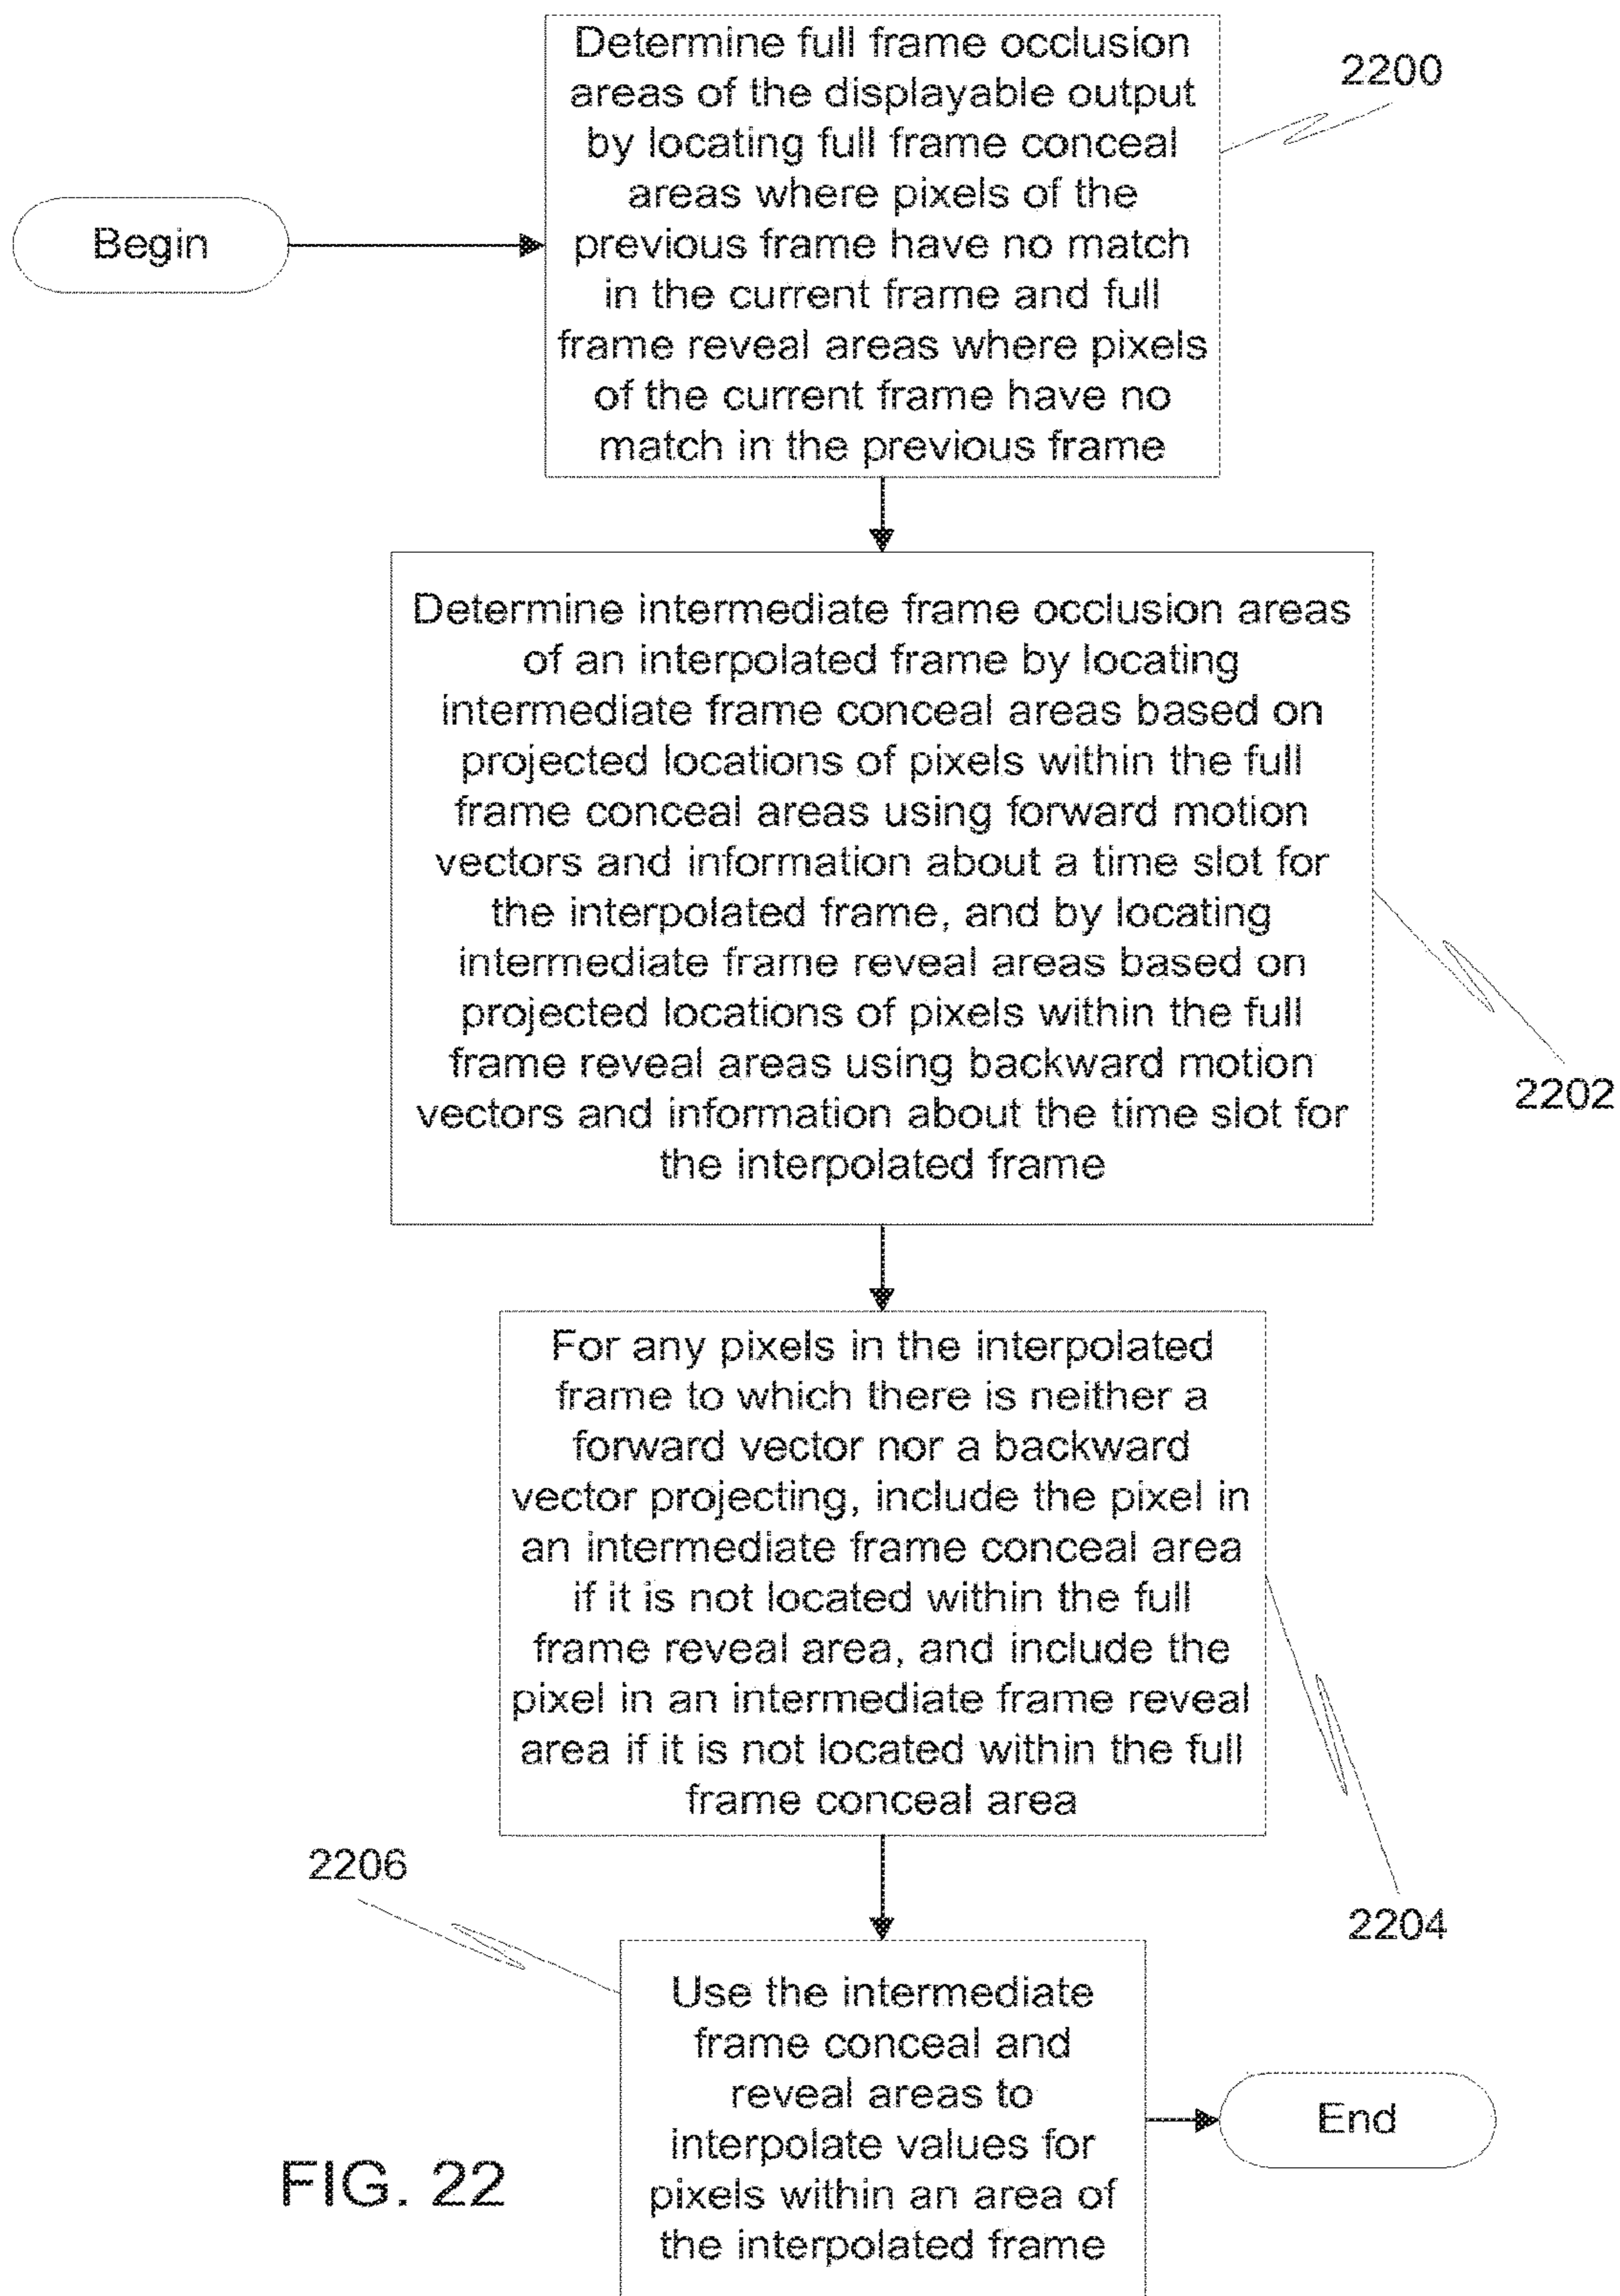 Determine full frame occlusion
areas of the displayable output
by locating full frame conceal
areas where pixels of the
previous frame have no match
in the current frame and full
frame reveal areas where pixels
of the current frame have no
match in the previous frame
2200
Begin
Determine intermediate frame occlusion areas
of an interpolated frame by locating
intermediate frame conceal areas based on
projected locations of pixels within the full
frame conceal areas using forward motion
vectors and information about a time slot for
the interpolated frame, and by locating
intermediate frame reveal areas based on
projected locations of pixels within the full
frame reveal areas using backward motion
vectors and information about the time slot for
the interpolated frame
2202
For any pixels in the interpolated
frame to which there is neither a
forward vector nor a backward
vector projecting, include the pixel in
an intermediate frame conceal area
if it is not located within the full
frame reveal area, and include the
pixel in an intermediate frame reveal
area if it is not located within the full
frame conceal area
2204
2206
Use the intermediate
frame conceal and
reveal areas to
interpolate values for
pixels within an area of
the interpolated frame
End
FIG. 22